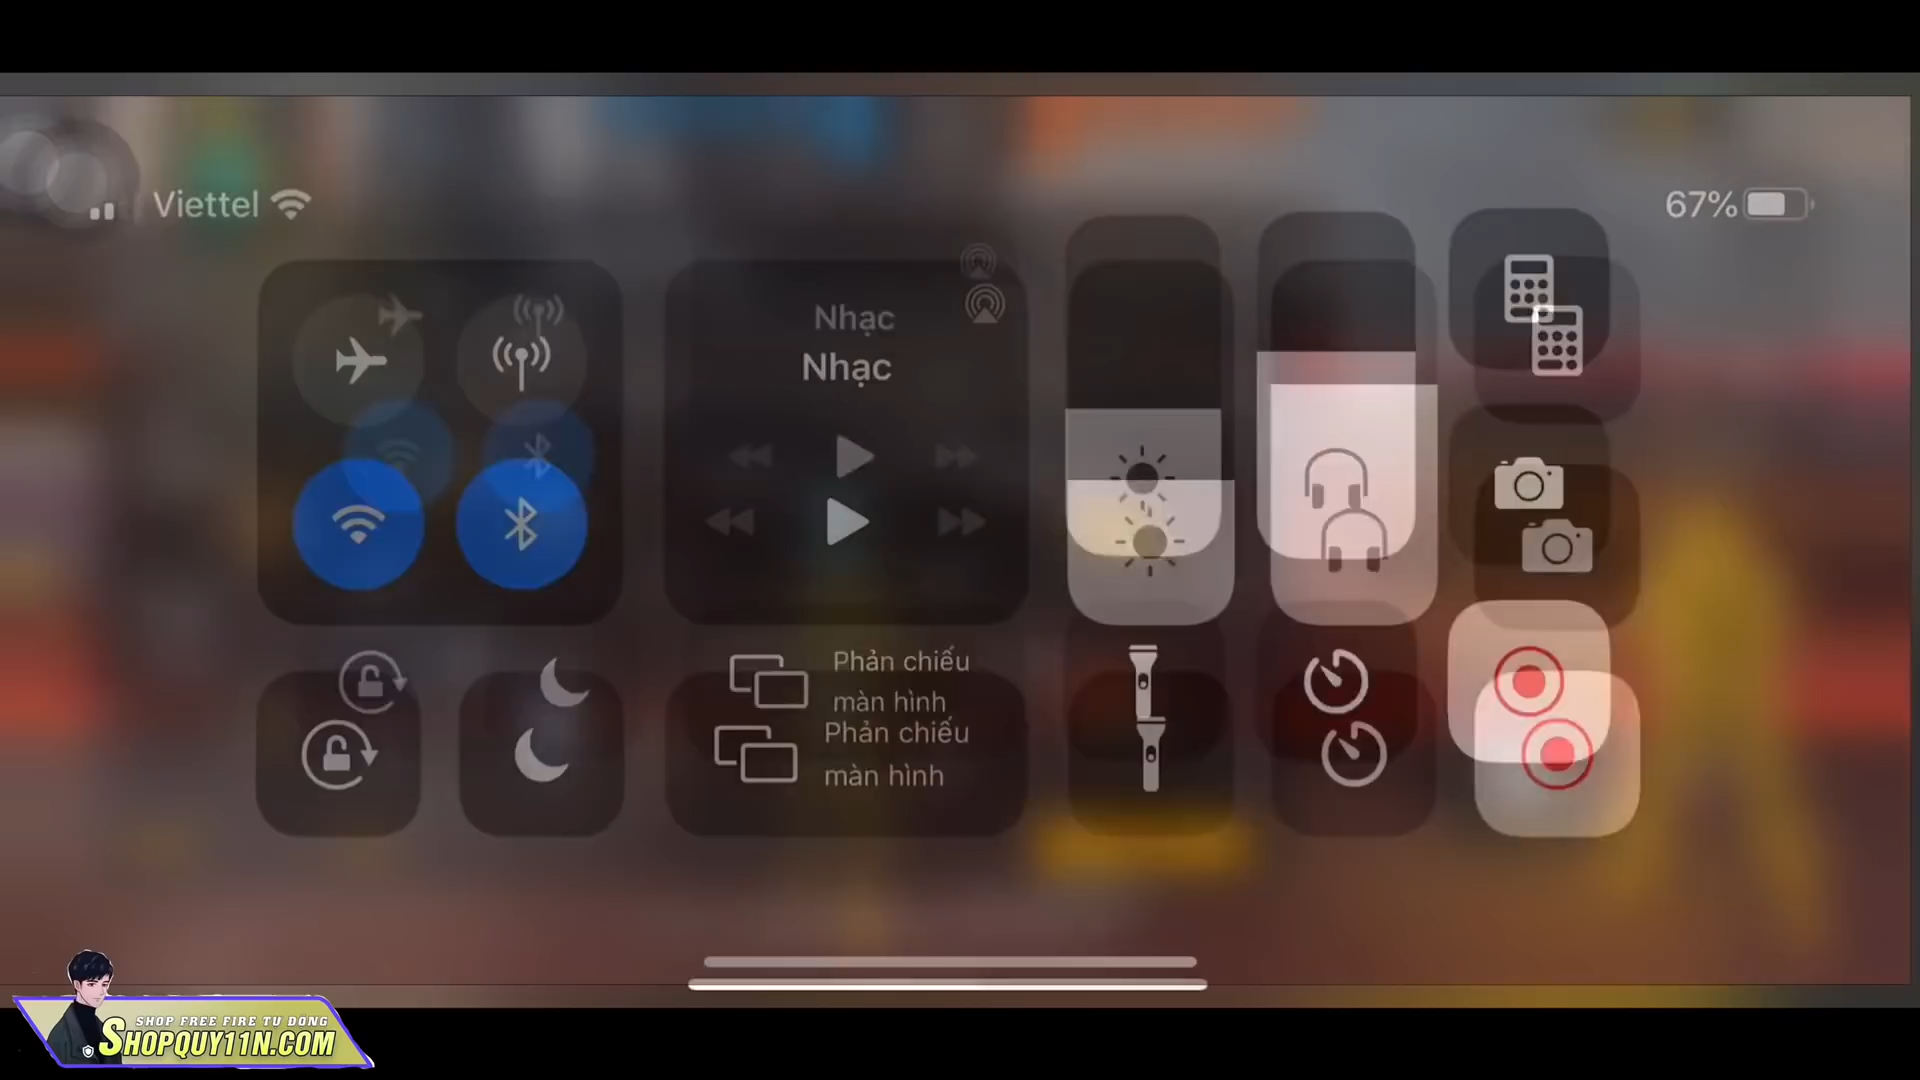 Viettel
67%
Nhạc
Nhạc
Phản chiếu
màn hình
Phản chiếu
màn hình
SHOP FREE FIRE TU DONG
SHOPQUY11N.COM